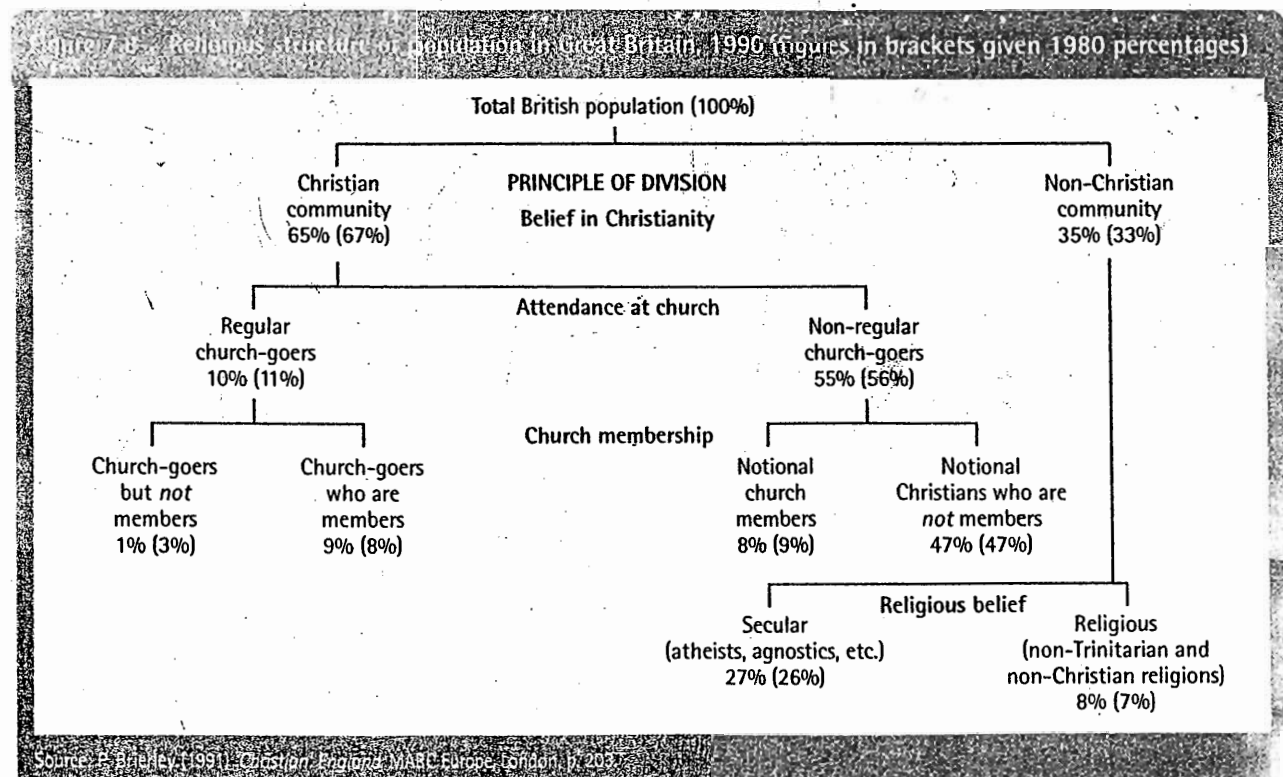 Figure 7.8 Religious structure of population in Great Britain, 1990 (figures in brackets given 1980 percentages)
Total British population (100%)
Christian
community
65% (67%)
PRINCIPLE OF DIVISION
Belief in Christianity
Non-Christian
community
35% (33%)
Attendance at church
Regular
church-goers
10% (11%)
Non-regular
church-goers
55% (56%)
Church membership
Church-goers
but not
members
1% (3%)
Church-goers
who are
members
9% (8%)
Notional
church
members
8% (9%)
Notional
Christians who are
not members
47% (47%)
Religious belief
Secular
(atheists, agnostics, etc.)
27% (26%)
Religious
(non-Trinitarian and
non-Christian religions)
8% (7%)
Source: P. Brierley (1991) Christian England, MARC Europe, London, p. 203.